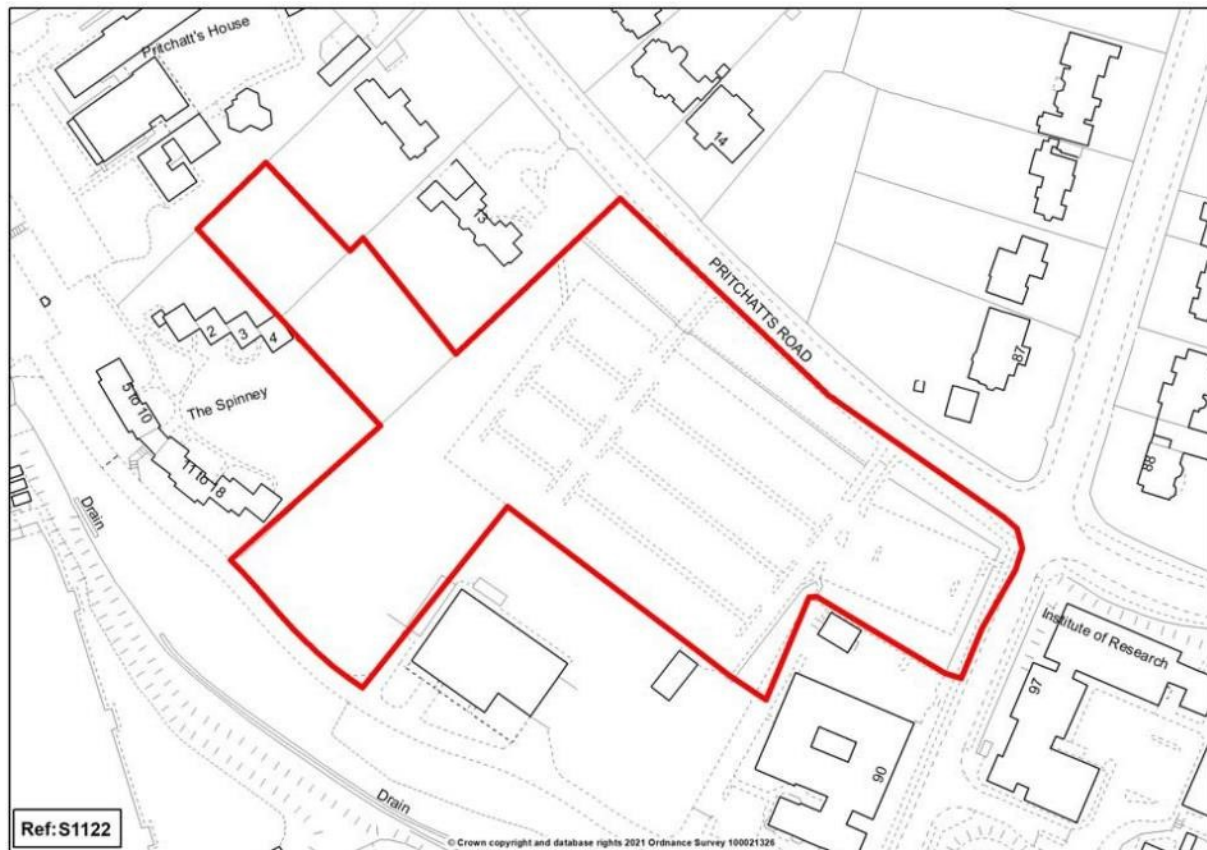 Pritchatt's House
14
13
PRITCHATTS ROAD
87
2
3
4
The Spinney
5 to 10
11 to 18
88
Drain
Institute of Research
97
90
Drain
Ref: S1122
© Crown copyright and database rights 2021 Ordnance Survey 100021326